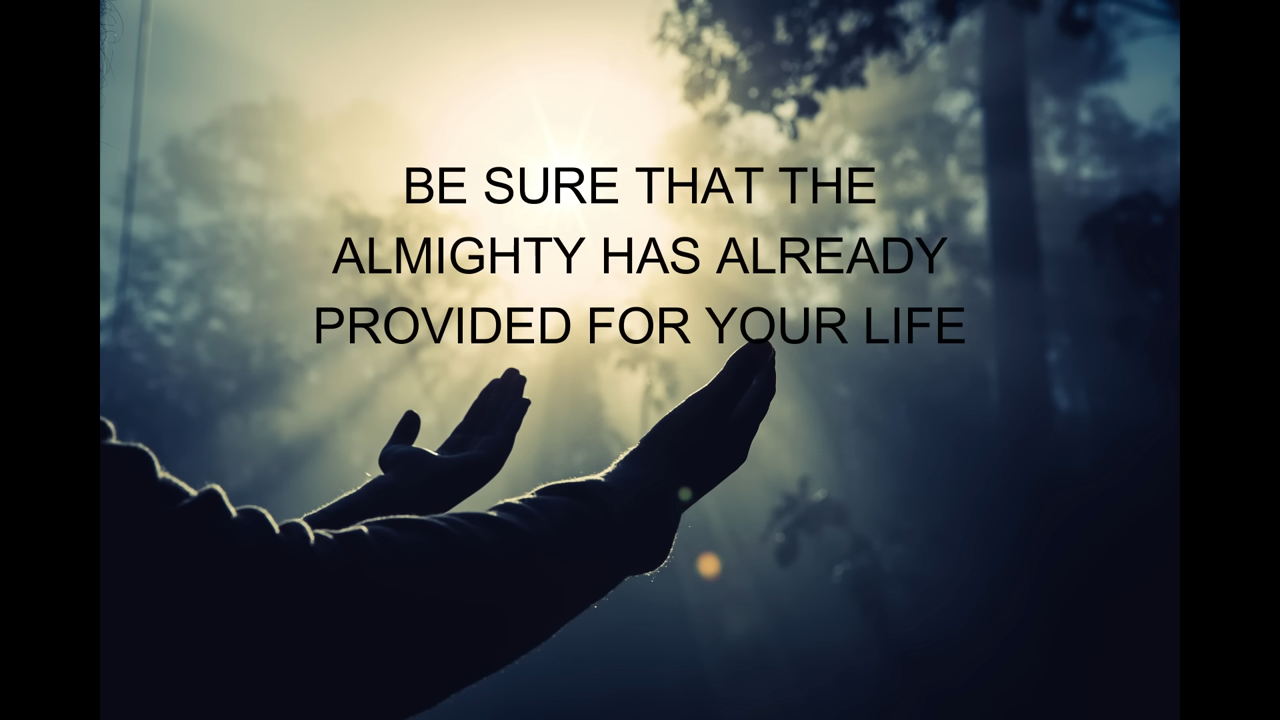 BE SURE THAT THE
ALMIGHTY HAS ALREADY
PROVIDED FOR YOUR LIFE